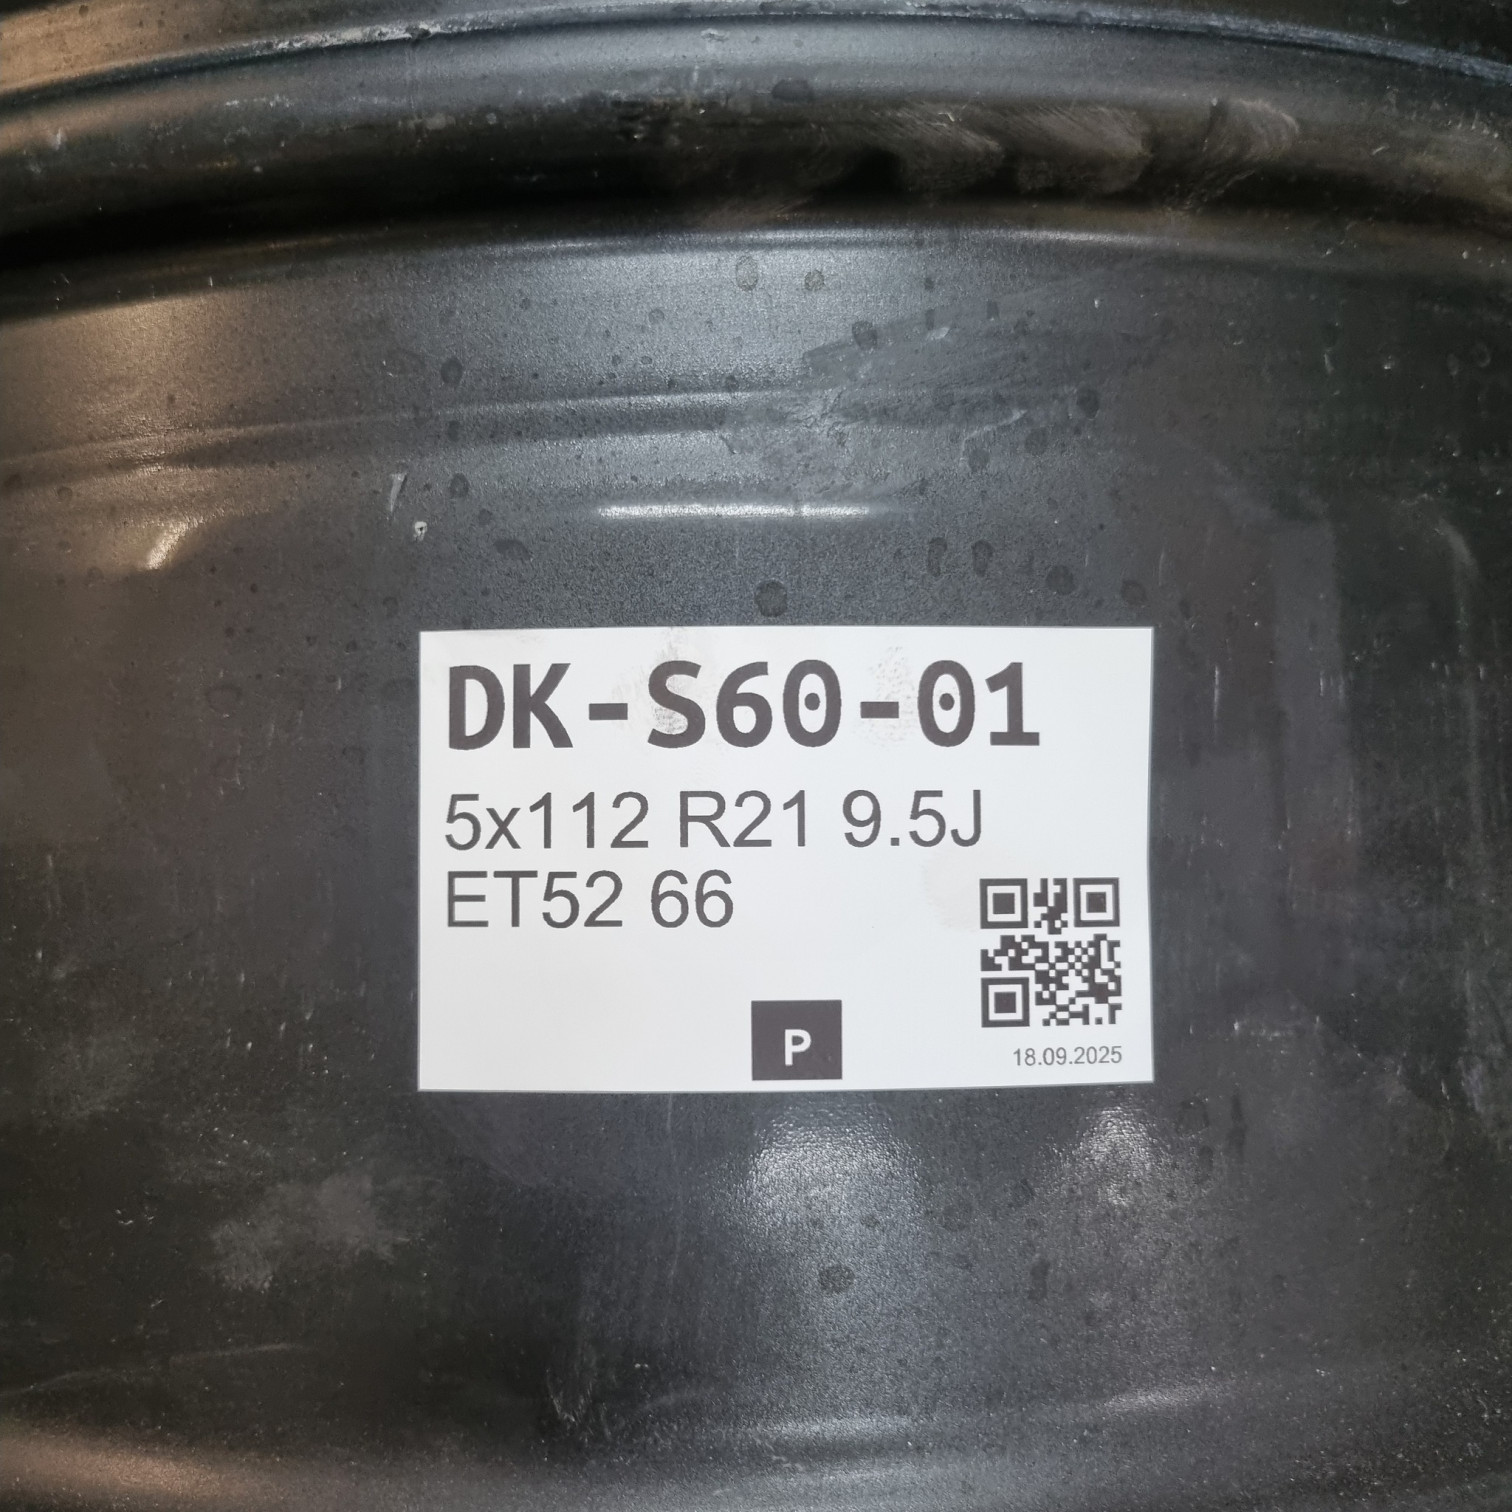 DK-S60-01
5x112 R21 9.5J
ET52 66
P
18.09.2025